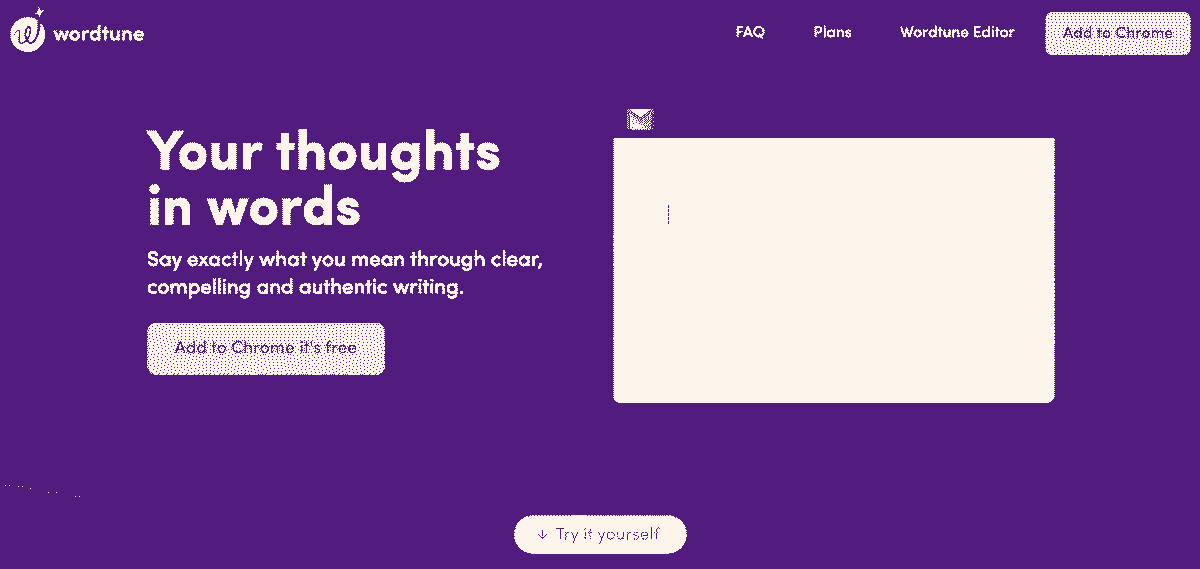 wordtune
FAQ
Plans
Wordtune Editor
Add to Chrome
Your thoughts
in words
Say exactly what you mean through clear,
compelling and authentic writing.
Add to Chrome it's free
↓ Try it yourself